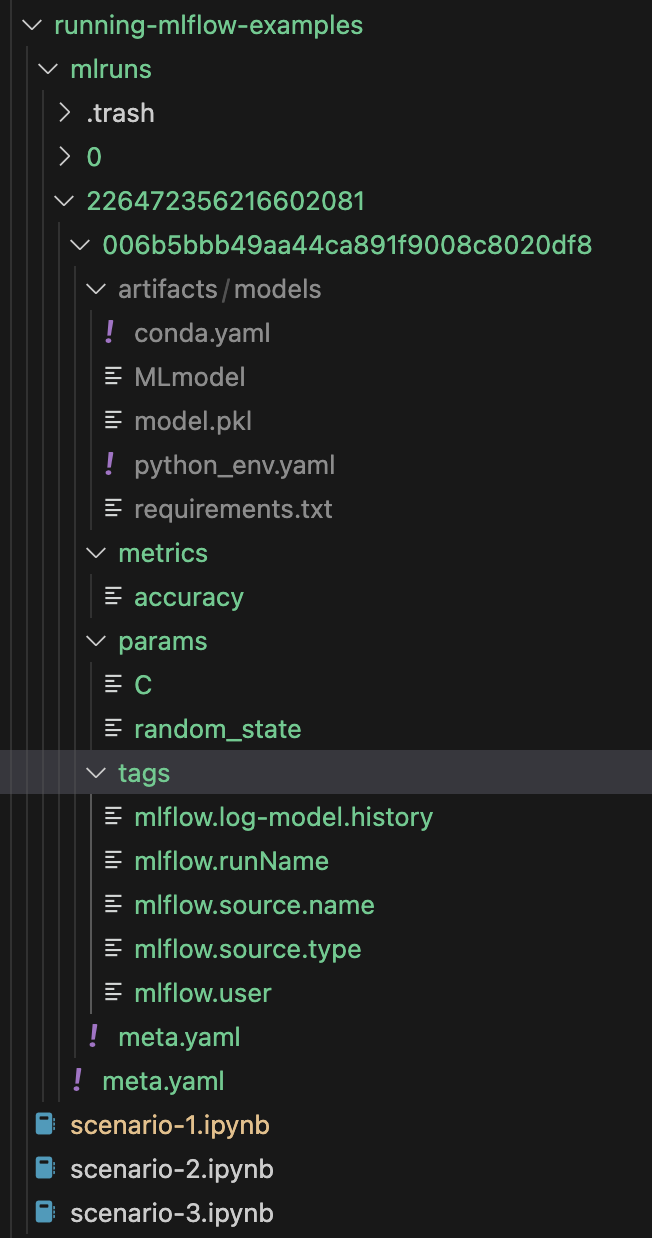 running-mlflow-examples
mlruns
.trash
0
226472356216602081
006b5bbb49aa44ca891f9008c8020df8
artifacts/models
conda.yaml
MLmodel
model.pkl
python_env.yaml
requirements.txt
metrics
accuracy
params
C
random_state
tags
mlflow.log-model.history
mlflow.runName
mlflow.source.name
mlflow.source.type
mlflow.user
meta.yaml
meta.yaml
scenario-1.ipynb
scenario-2.ipynb
scenario-3.ipynb